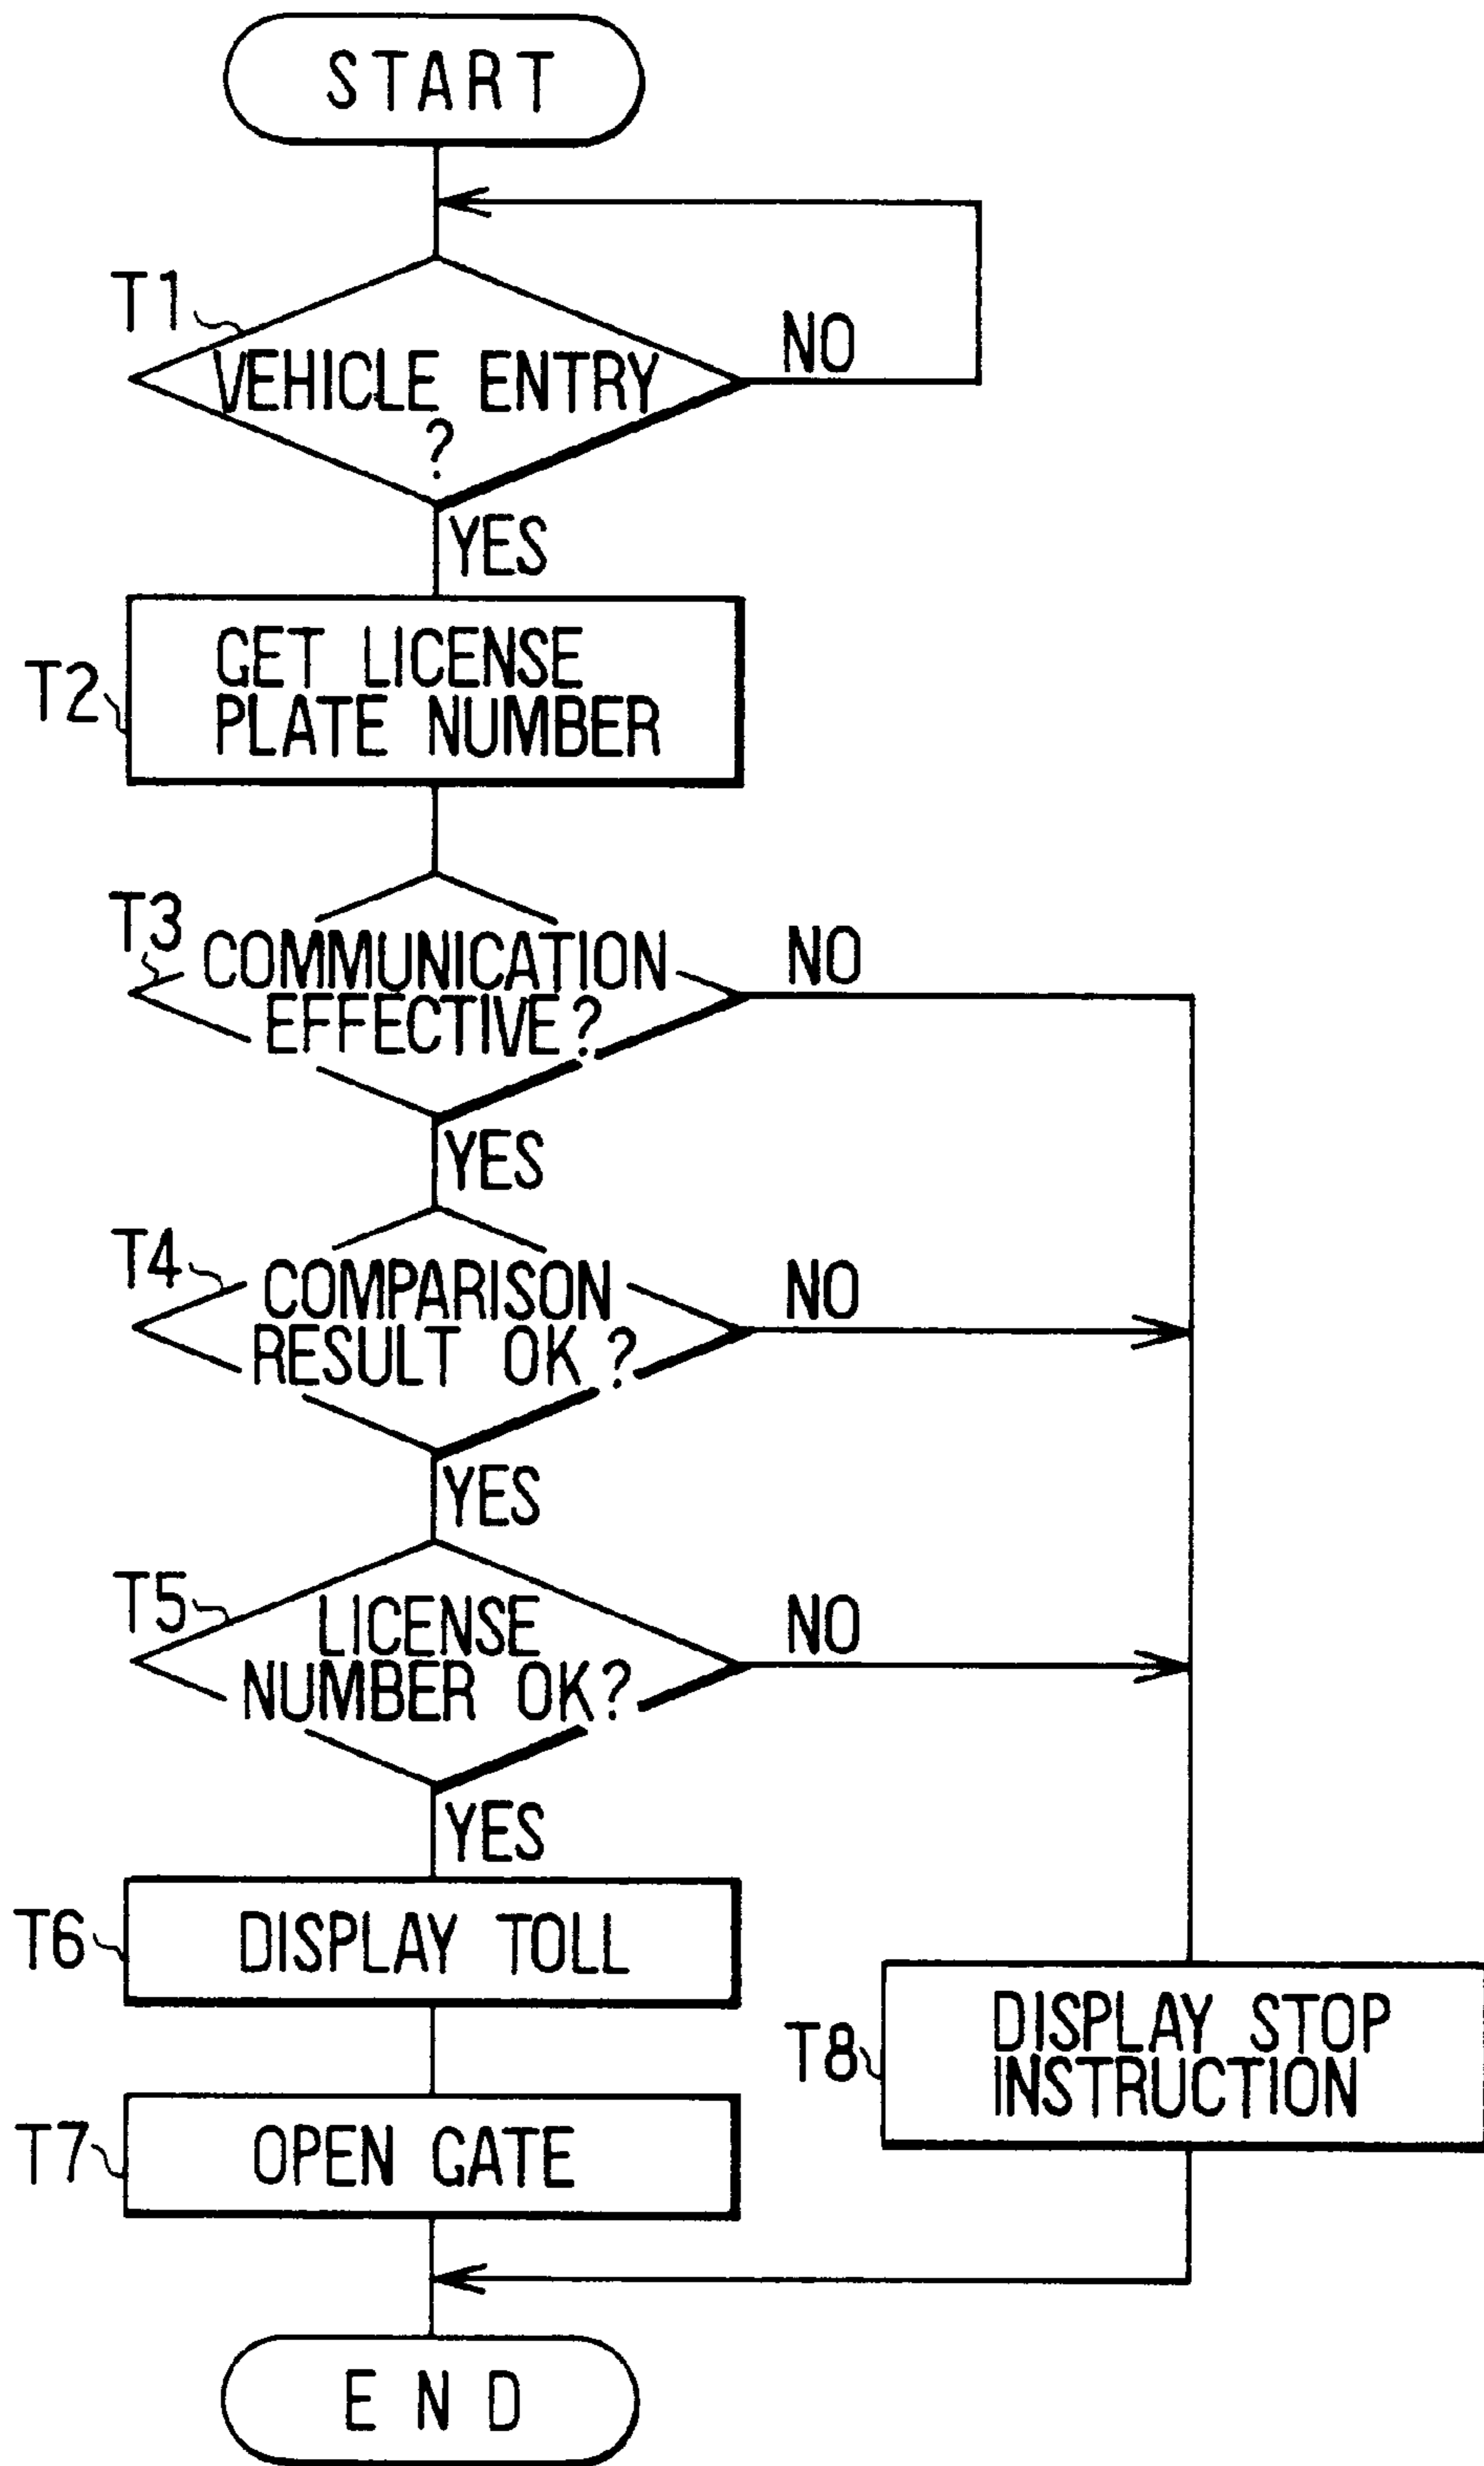 START
T1
VEHICLE ENTRY
?
NO
YES
T2
GET LICENSE
PLATE NUMBER
T3
COMMUNICATION
EFFECTIVE?
NO
YES
T4
COMPARISON
RESULT OK?
NO
YES
T5
LICENSE
NUMBER OK?
NO
YES
T6
DISPLAY TOLL
T7
OPEN GATE
T8
DISPLAY STOP
INSTRUCTION
END